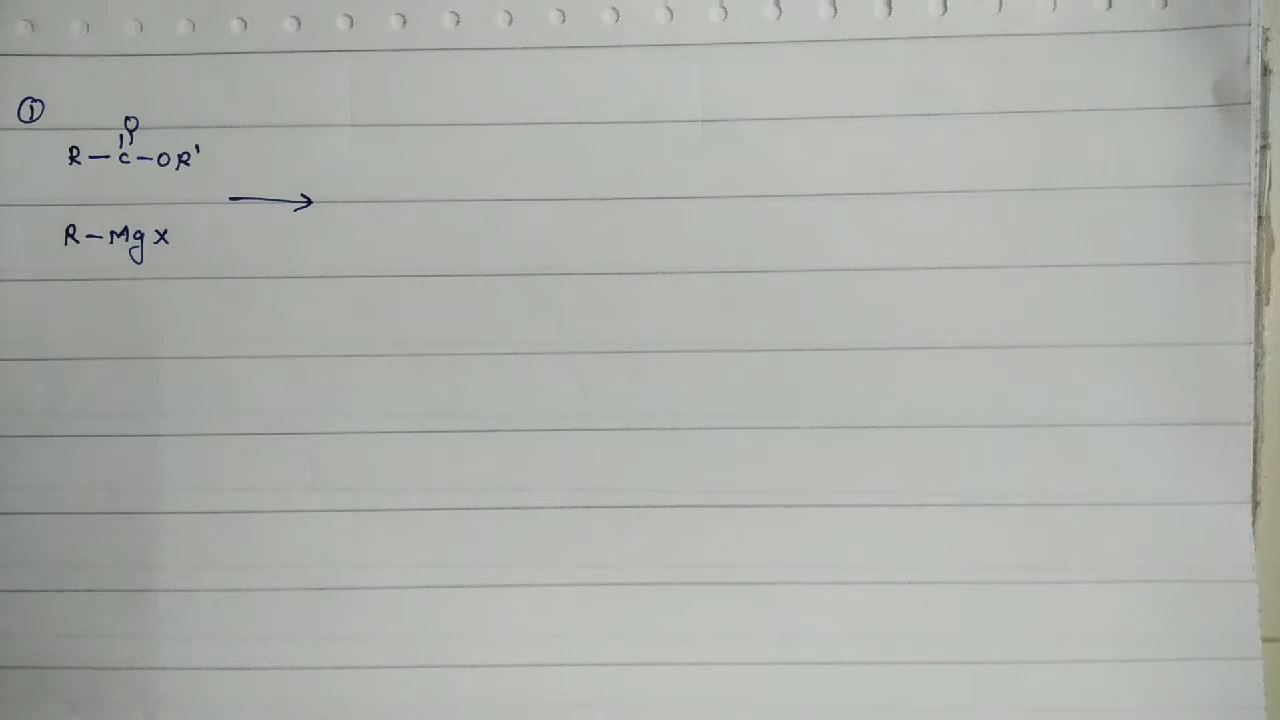 ①
O
R — C — OR'
⟶
R — Mg X